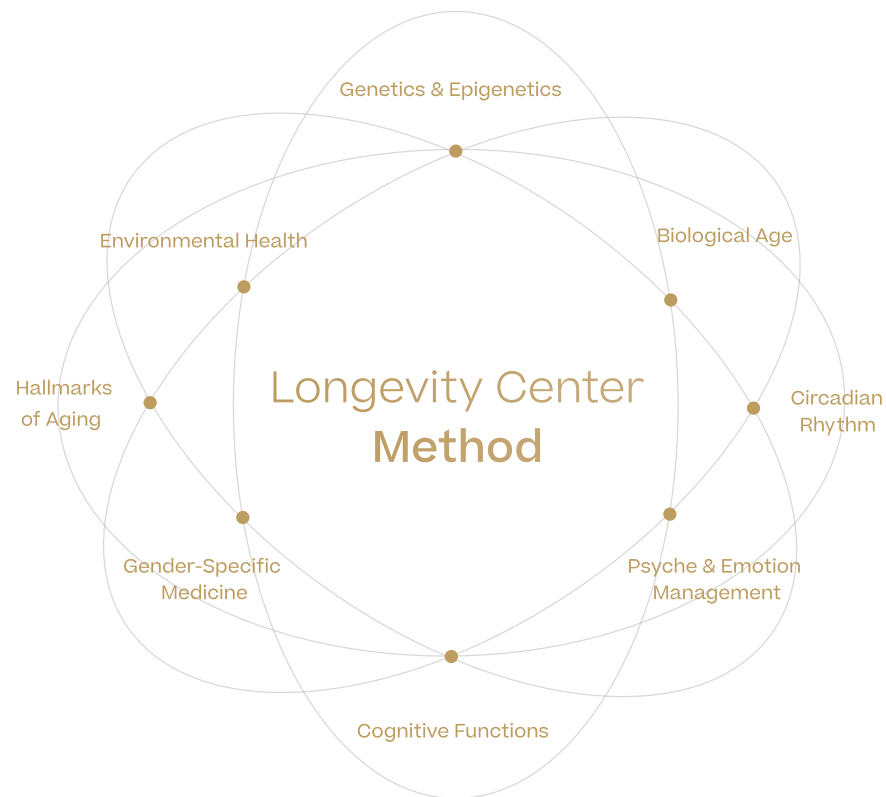 Genetics & Epigenetics
Environmental Health
Biological Age
Longevity Center
Method
Hallmarks
of Aging
Circadian
Rhythm
Gender-Specific
Medicine
Psyche & Emotion
Management
Cognitive Functions